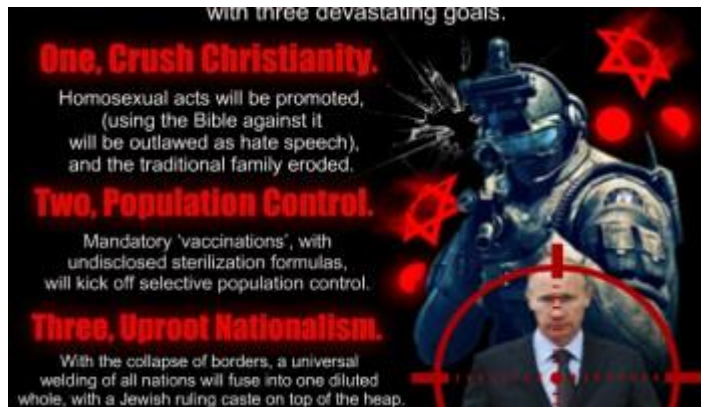 with three devastating goals.
One, Crush Christianity.
Homosexual acts will be promoted,
(using the Bible against it
will be outlawed as hate speech),
and the traditional family eroded.
Two, Population Control.
Mandatory 'vaccinations', with
undisclosed sterilization formulas,
will kick off selective population control.
Three, Uproot Nationalism.
With the collapse of borders, a universal
welding of all nations will fuse into one diluted
whole, with a Jewish ruling caste on top of the heap.